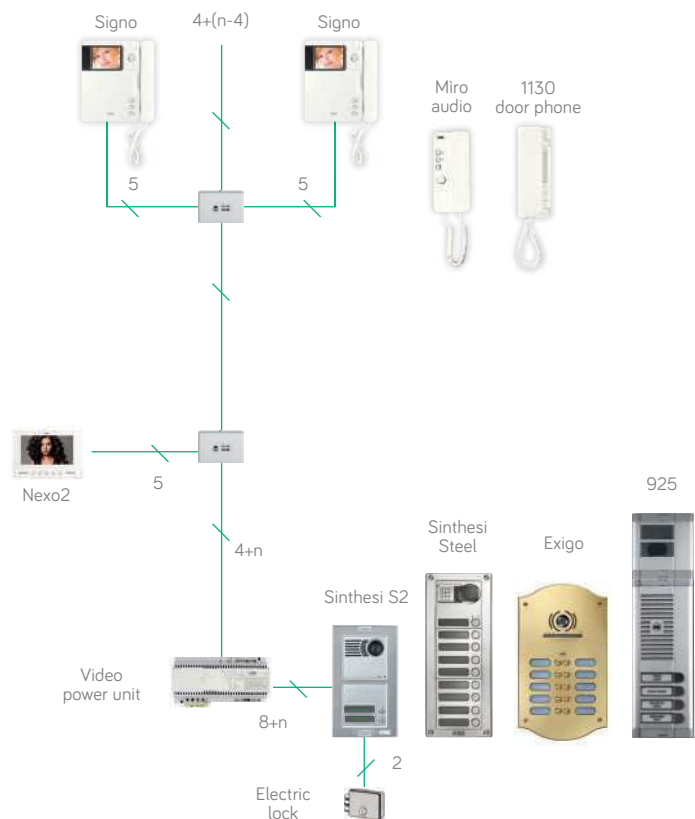 Signo
4+(n-4)
Signo
Mìro
audio
1130
door phone
5
5
Nexo2
5
4+n
Sinthesi S2
Sinthesi
Steel
Exigo
925
Video
power unit
8+n
2
Electric
lock